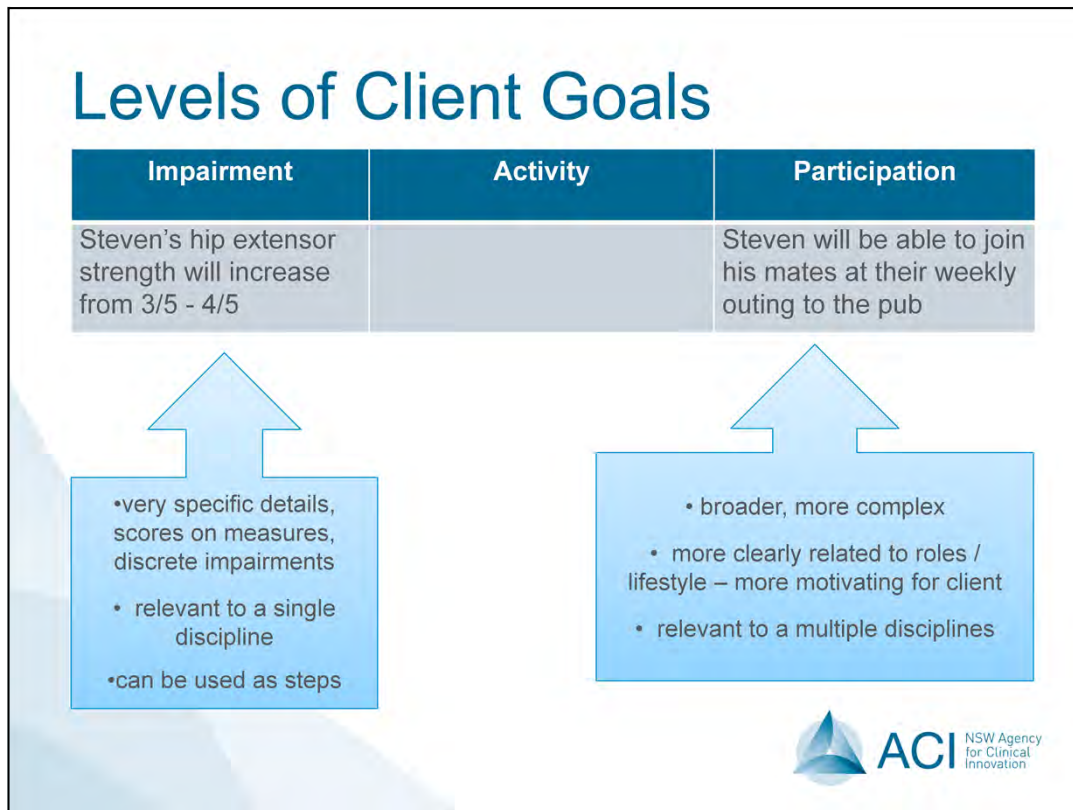 Levels of Client Goals
Impairment
Activity
Participation
Steven's hip extensor
strength will increase
from 3/5 - 4/5
Steven will be able to join
his mates at their weekly
outing to the pub
•very specific details,
scores on measures,
discrete impairments
• relevant to a single
discipline
•can be used as steps
• broader, more complex
• more clearly related to roles /
lifestyle – more motivating for client
• relevant to a multiple disciplines
ACI
NSW Agency
for Clinical
Innovation